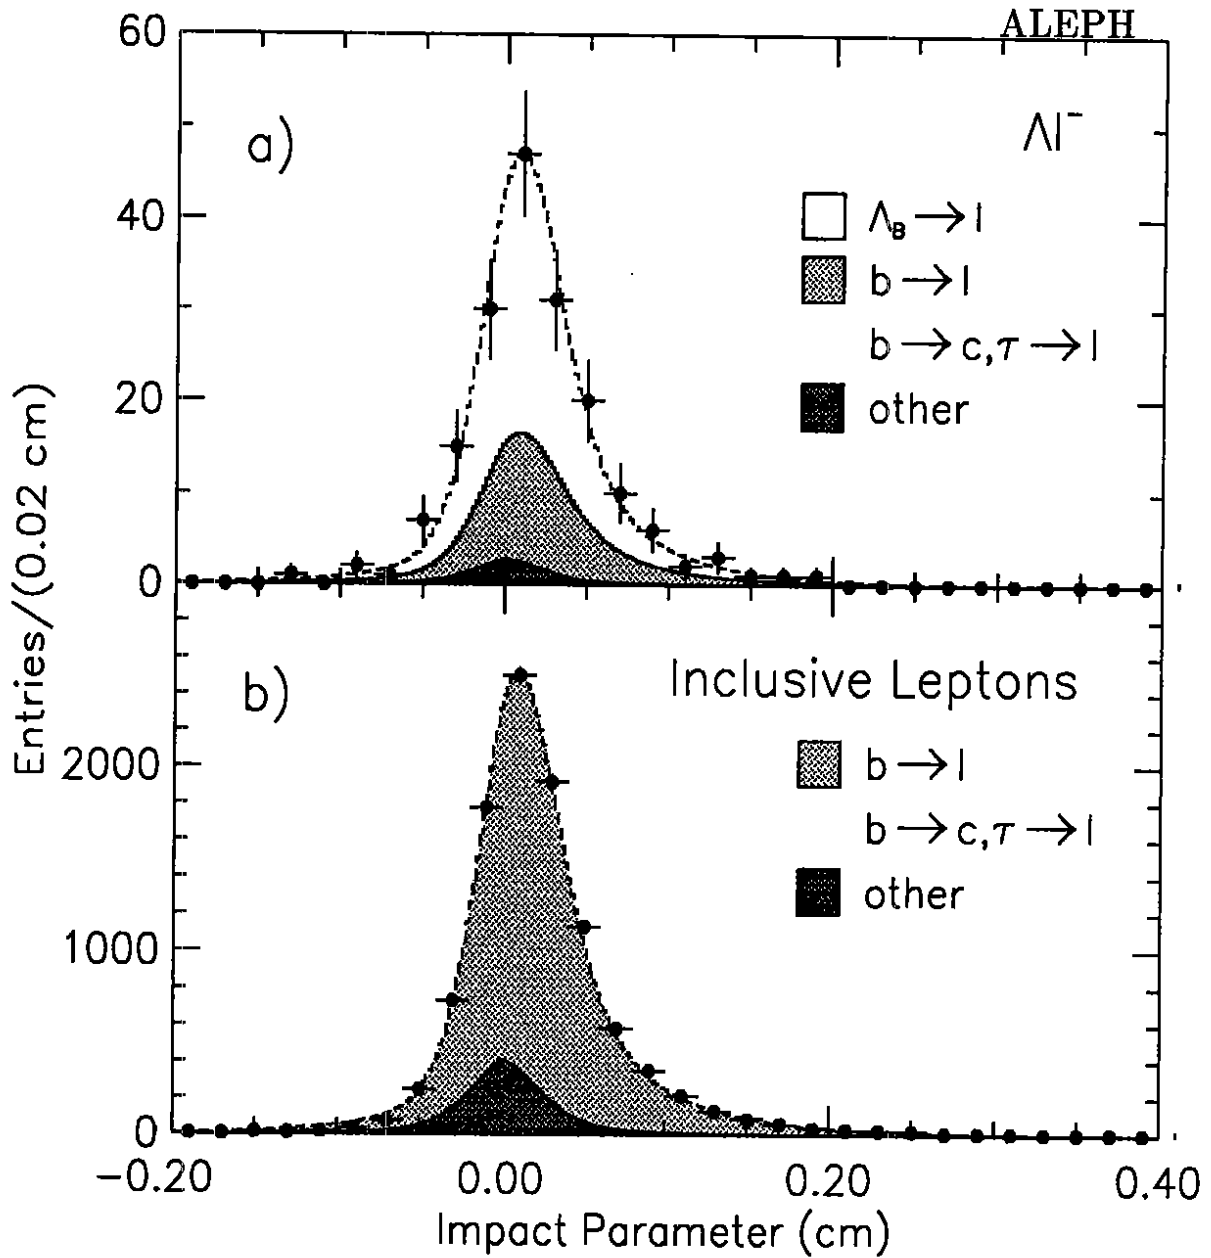 ALEPH
60
a)
Λl⁻
Λ_B → l
b → l
b → c,τ → l
other
40
20
0
Entries/(0.02 cm)
b)
Inclusive Leptons
b → l
b → c,τ → l
other
2000
1000
0
-0.20 0.00 0.20 0.40
Impact Parameter (cm)